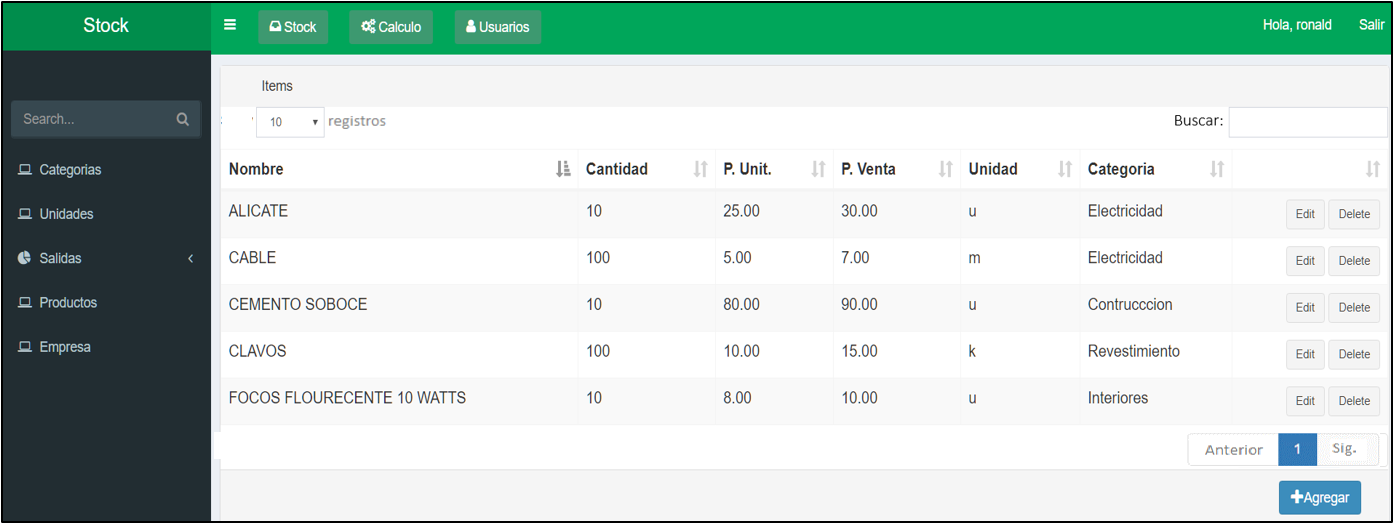 Stock
Stock Calculo Usuarios Hola, ronald Salir
Search...
Categorias
Unidades
Salidas
Productos
Empresa
Items
10 registros Buscar:
Nombre Cantidad P. Unit. P. Venta Unidad Categoria
ALICATE 10 25.00 30.00 u Electricidad Edit Delete
CABLE 100 5.00 7.00 m Electricidad Edit Delete
CEMENTO SOBOCE 10 80.00 90.00 u Contrucccion Edit Delete
CLAVOS 100 10.00 15.00 k Revestimiento Edit Delete
FOCOS FLOURECENTE 10 WATTS 10 8.00 10.00 u Interiores Edit Delete
Anterior 1 Sig.
+Agregar